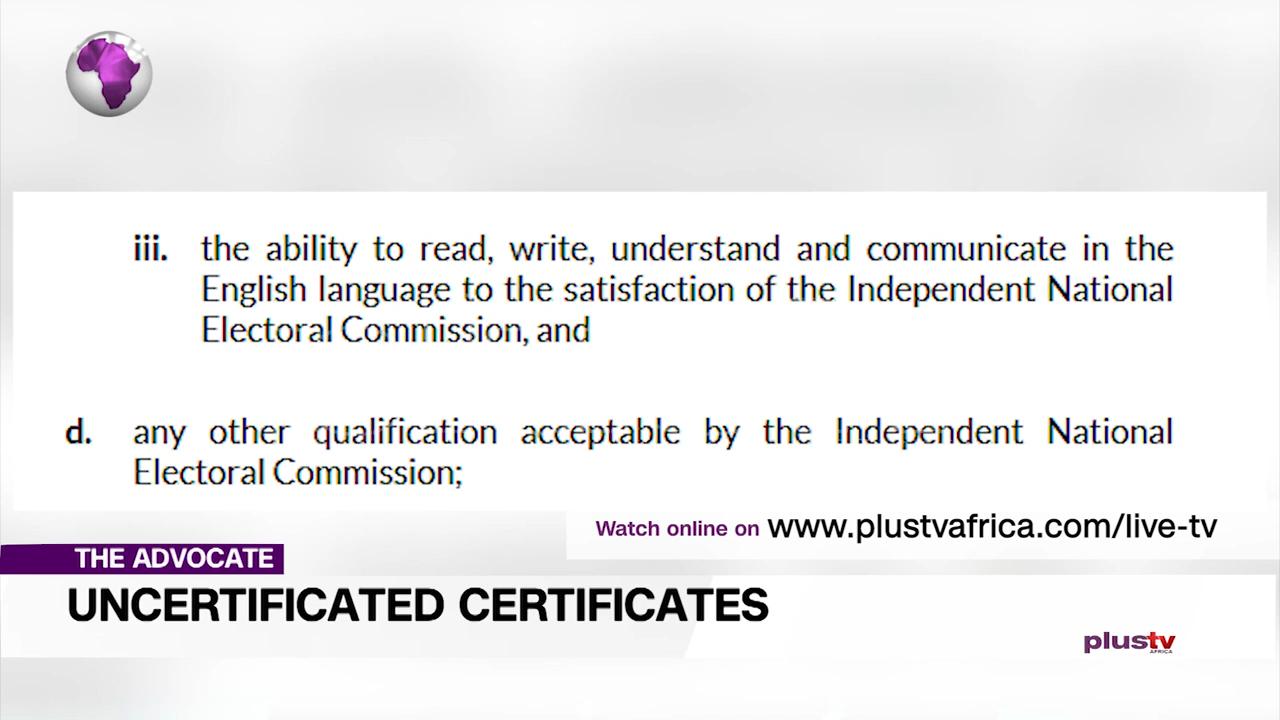 iii. the ability to read, write, understand and communicate in the
English language to the satisfaction of the Independent National
Electoral Commission, and
d. any other qualification acceptable by the Independent National
Electoral Commission;
Watch online on www.plustvafrica.com/live-tv
THE ADVOCATE
UNCERTIFICATED CERTIFICATES
plustv
AFRICA